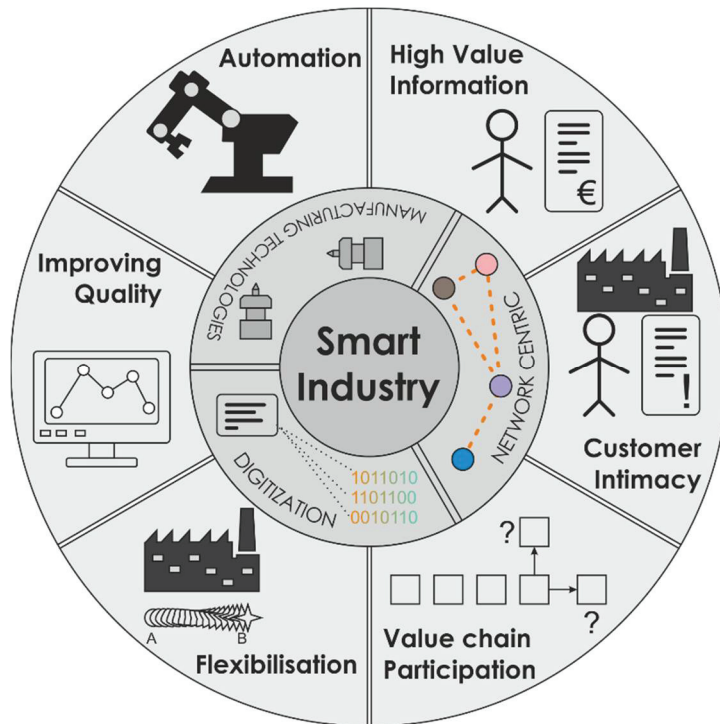 Automation
High Value
Information
€
MANUFACTURING TECHNOLOGIES
Improving
Quality
Smart
Industry
NETWORK CENTRIC
!
Customer
Intimacy
DIGITIZATION
1011010
1101100
0010110
A
B
Flexibilisation
?
?
Value chain
Participation